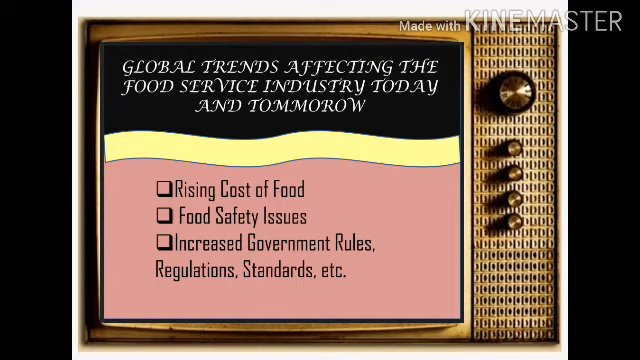 Made with KINEMASTER
GLOBAL TRENDS AFFECTING THE
FOOD SERVICE INDUSTRY TODAY
AND TOMMOROW
❑Rising Cost of Food
❑ Food Safety Issues
❑Increased Government Rules,
Regulations, Standards, etc.